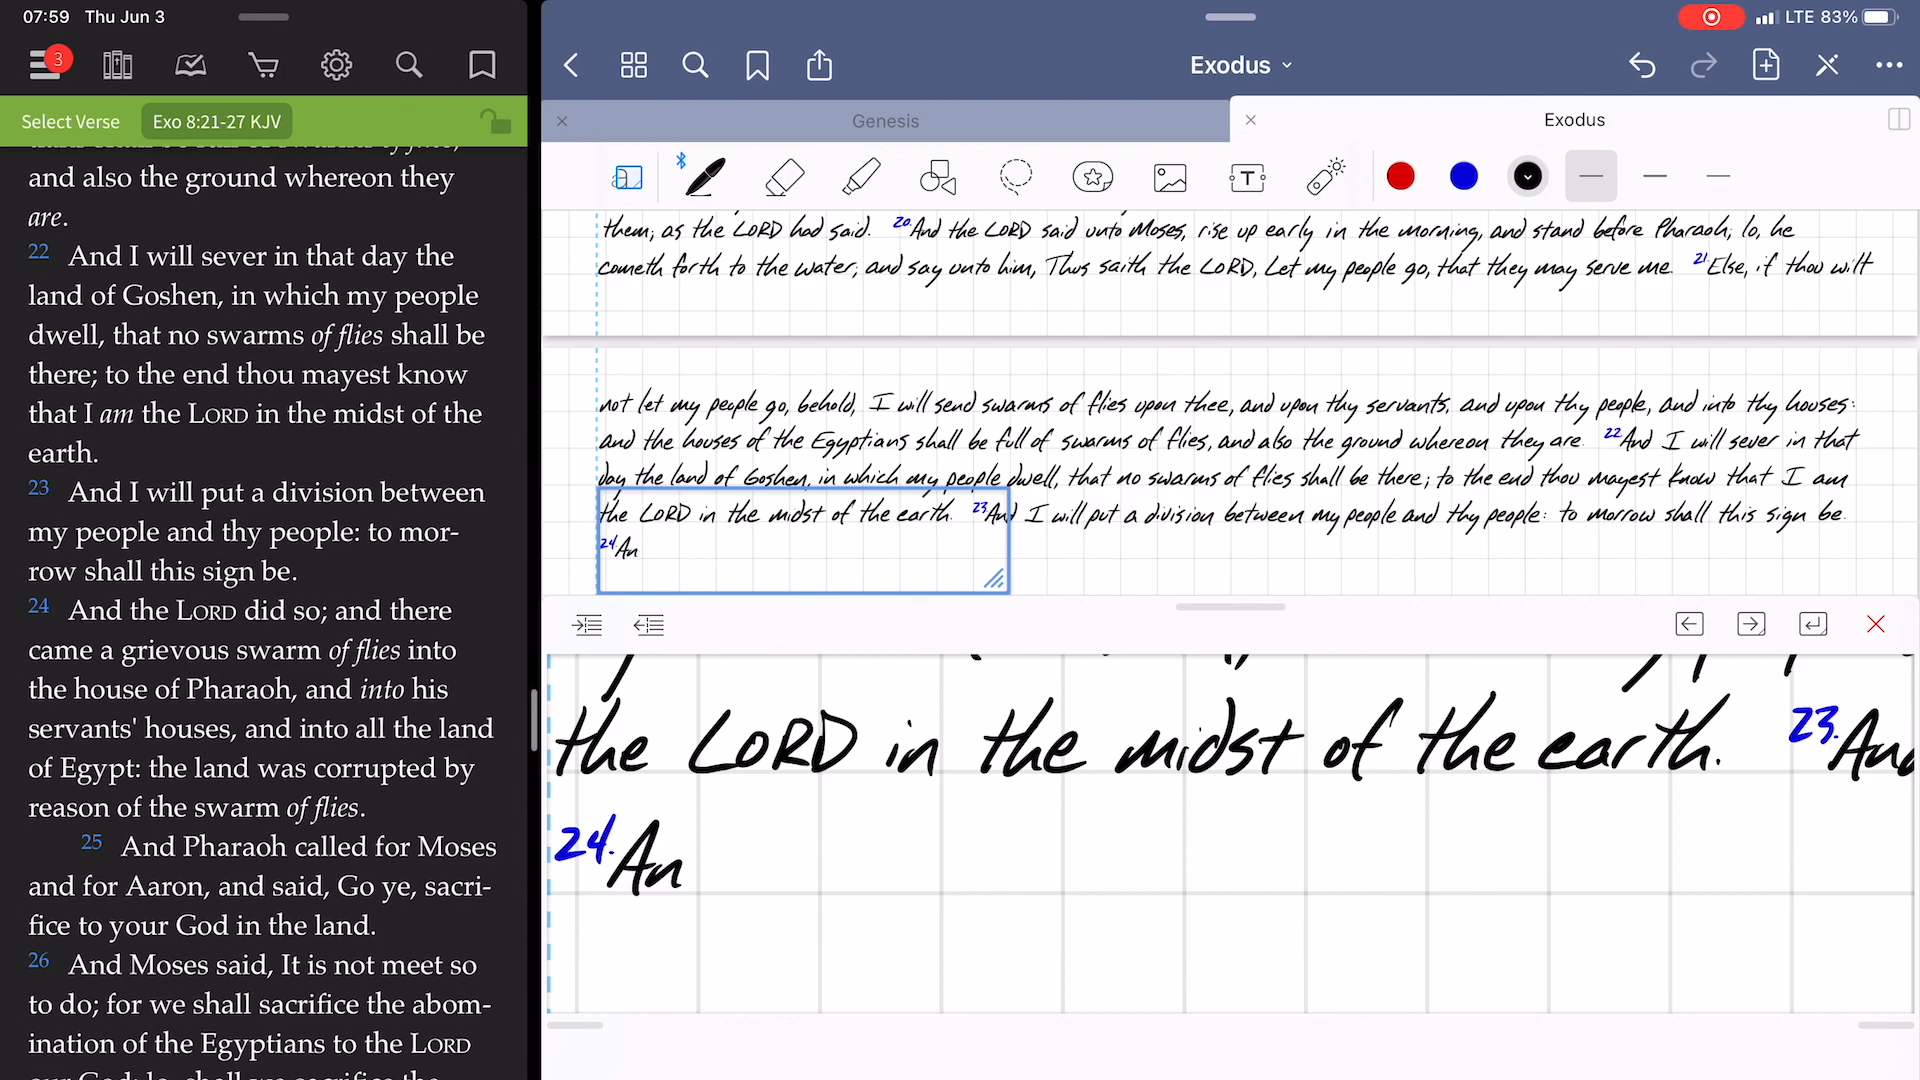 07:59 Thu Jun 3
3
Select Verse Exo 8:21-27 KJV
and also the ground whereon they
are.
22 And I will sever in that day the
land of Goshen, in which my people
dwell, that no swarms of flies shall be
there; to the end thou mayest know
that I am the LORD in the midst of the
earth.
23 And I will put a division between
my people and thy people: to mor-
row shall this sign be.
24 And the LORD did so; and there
came a grievous swarm of flies into
the house of Pharaoh, and into his
servants' houses, and into all the land
of Egypt: the land was corrupted by
reason of the swarm of flies.
25 And Pharaoh called for Moses
and for Aaron, and said, Go ye, sacri-
fice to your God in the land.
26 And Moses said, It is not meet so
to do; for we shall sacrifice the abom-
ination of the Egyptians to the LORD
LTE 83%
Exodus
Genesis
Exodus
them; as the LORD had said. 20. And the LORD said unto Moses, rise up early in the morning, and stand before Pharaoh; lo, he
cometh forth to the water; and say unto him, Thus saith the LORD, Let my people go, that they may serve me. 21. Else, if thou wilt
not let my people go, behold, I will send swarms of flies upon thee, and upon thy servants, and upon thy people, and into thy houses:
and the houses of the Egyptians shall be full of swarms of flies, and also the ground whereon they are. 22. And I will sever in that
day the land of Goshen, in which my people dwell, that no swarms of flies shall be there; to the end thou mayest know that I am
the LORD in the midst of the earth. 23. And I will put a division between my people and thy people: to morrow shall this sign be.
24. An
the LORD in the midst of the earth. 23. And
24. An